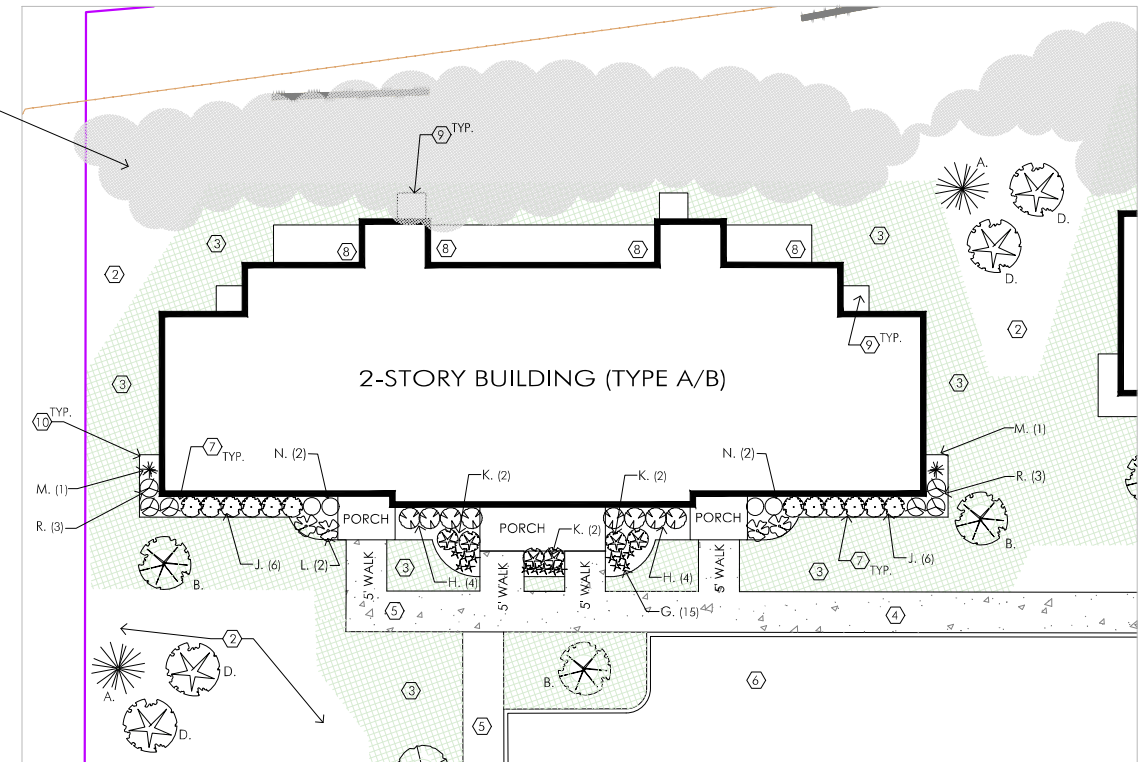 9 TYP.
A.
D.
D.
3
8
8
8
8
3
2
2
9 TYP.
3
2-STORY BUILDING (TYPE A/B)
3
10 TYP.
M. (1)
7 TYP.
N. (2)
K. (2)
K. (2)
N. (2)
M. (1)
R. (3)
R. (3)
PORCH
PORCH
PORCH
K. (2)
J. (6)
L. (2)
H. (4)
H. (4)
7 TYP.
J. (6)
B.
B.
3
3
5' WALK
5' WALK
5' WALK
5' WALK
G. (15)
5
4
2
A.
D.
D.
B.
3
6
5